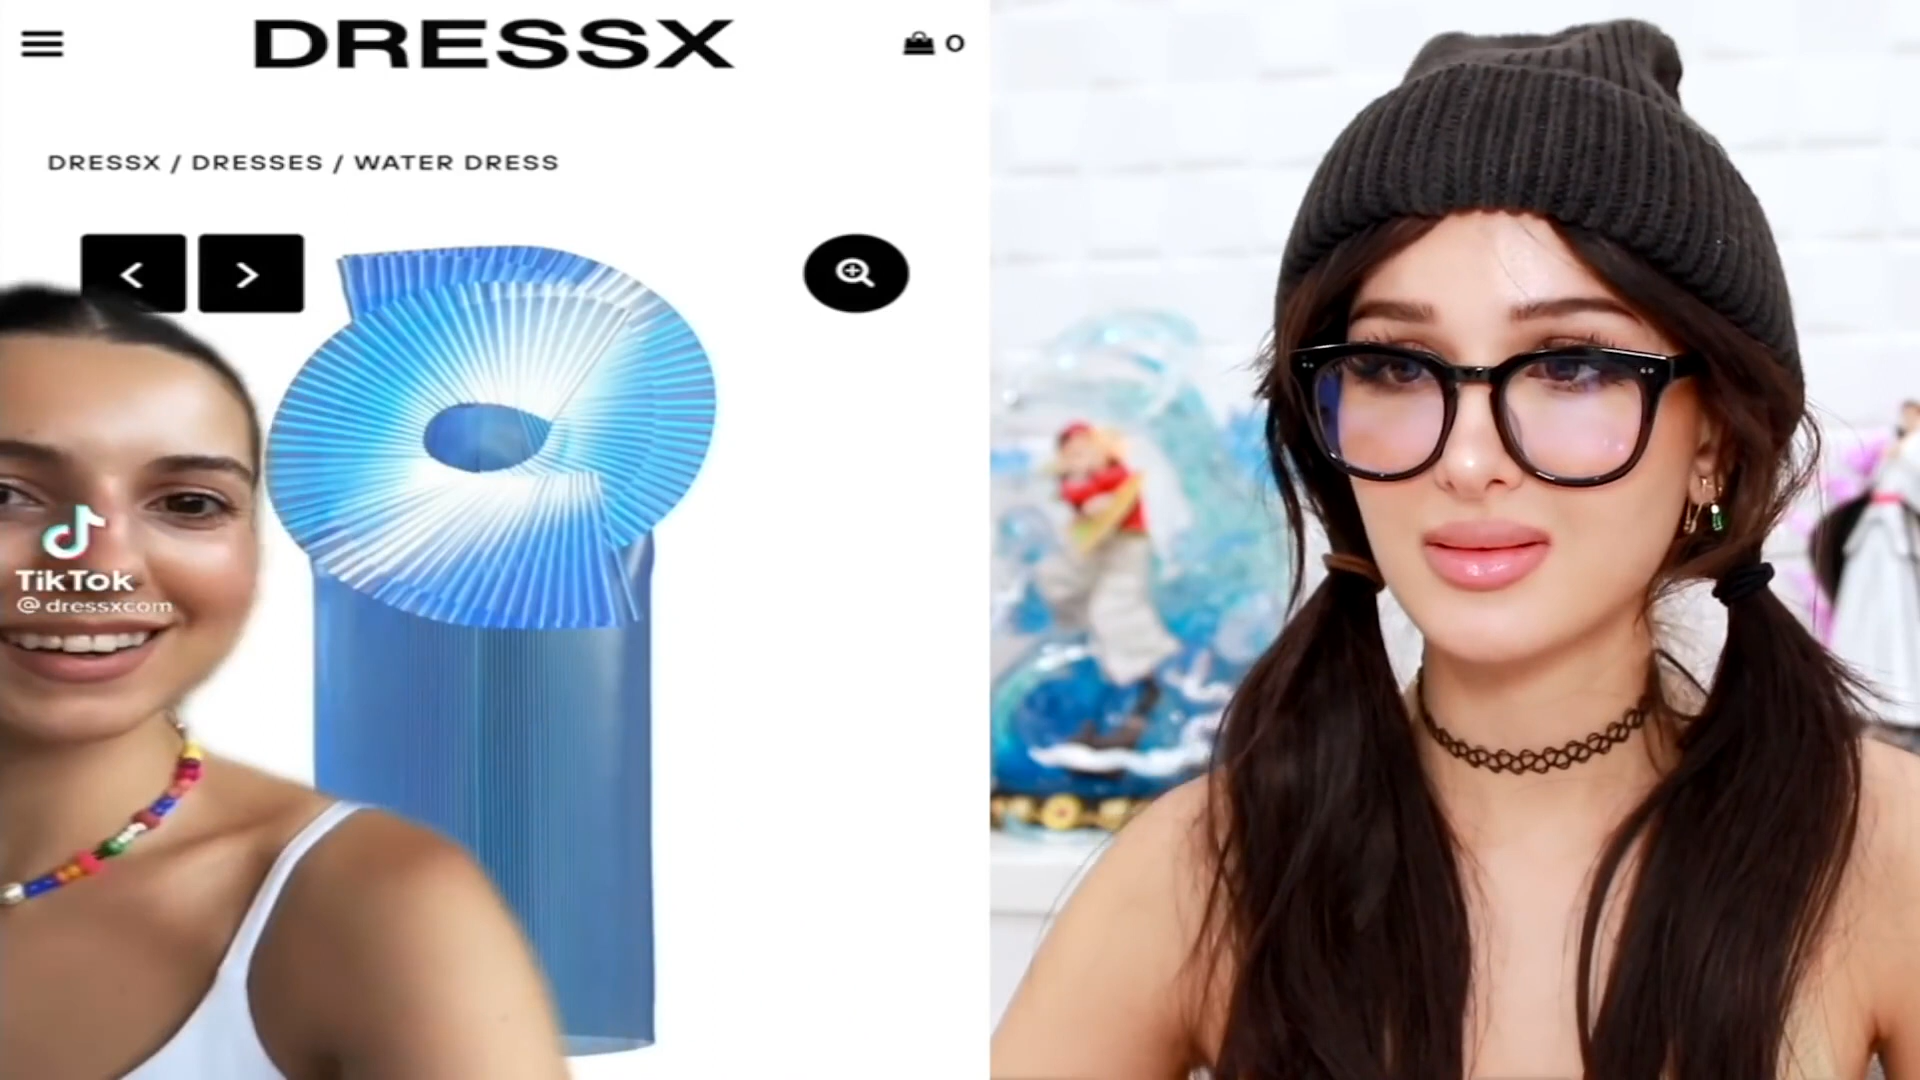 DRESSX
0
DRESSX / DRESSES / WATER DRESS
TikTok
@dressxcom